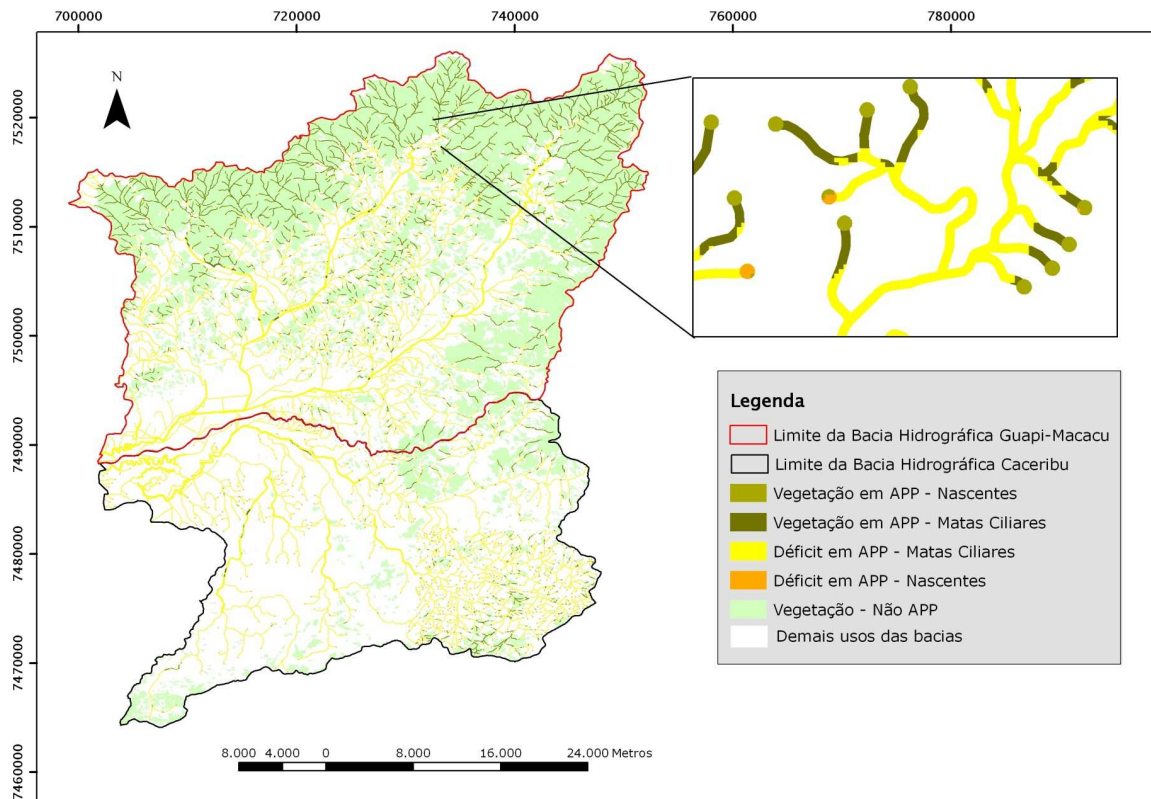 700000
720000
740000
760000
780000
N
7520000
7510000
7500000
7490000
7480000
7470000
7460000
Legenda
Limite da Bacia Hidrográfica Guapi-Macacu
Limite da Bacia Hidrográfica Caceribu
Vegetação em APP - Nascentes
Vegetação em APP - Matas Ciliares
Déficit em APP - Matas Ciliares
Déficit em APP - Nascentes
Vegetação - Não APP
Demais usos das bacias
8.000 4.000 0 8.000 16.000 24.000 Metros